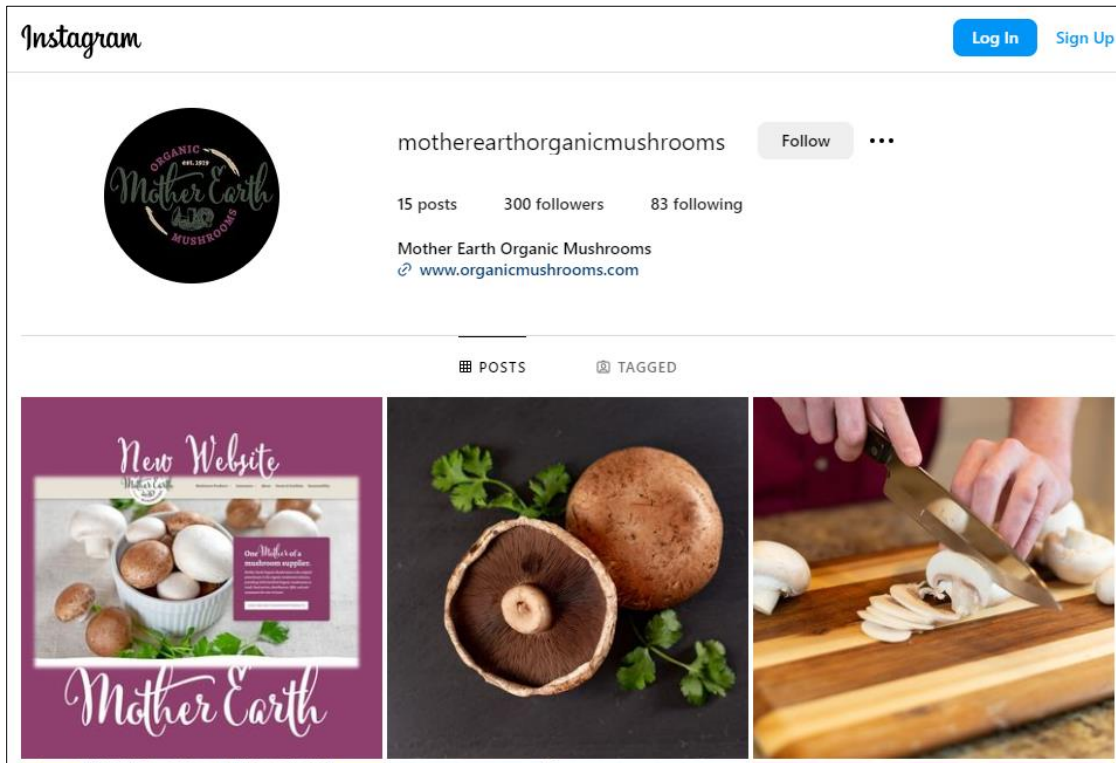 Instagram
Log In
Sign Up
ORGANIC
est. 1929
Mother Earth
MUSHROOMS
motherearthorganicmushrooms
Follow
15 posts
300 followers
83 following
Mother Earth Organic Mushrooms
www.organicmushrooms.com
POSTS
TAGGED
New Website
Mother Earth
One Mother of a
mushroom supplier.
Mother Earth